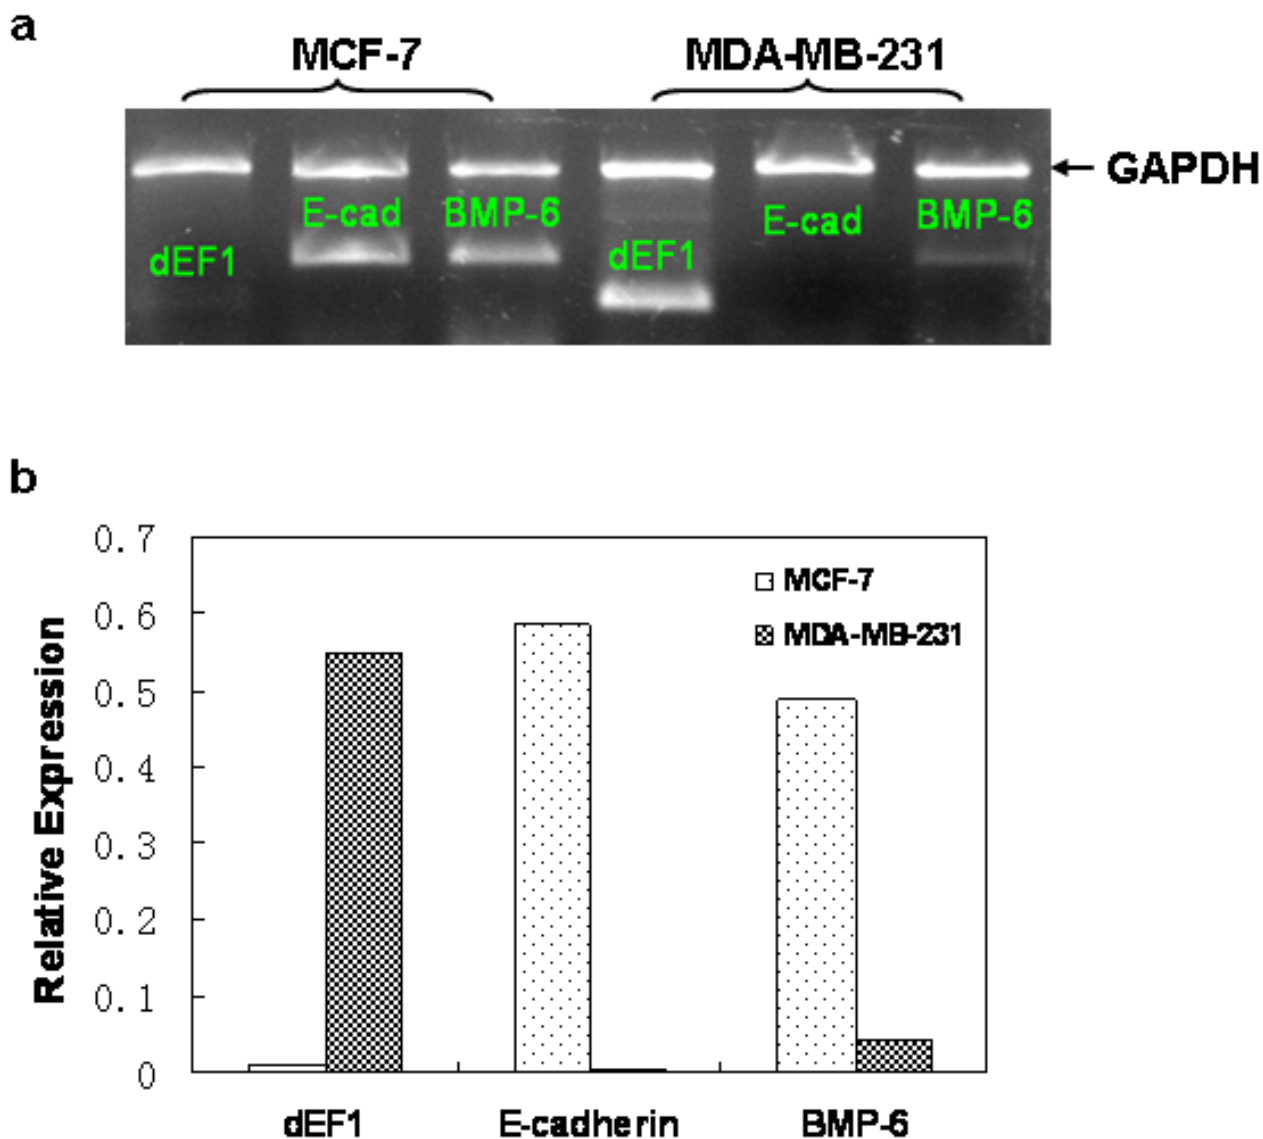 a
MCF-7 MDA-MB-231
GAPDH
E-cad BMP-6 E-cad BMP-6
dEF1 dEF1
b
0.7
0.6
0.5
0.4
0.3
0.2
0.1
0
Relative Expression
MCF-7
MDA-MB-231
dEF1 E-cadherin BMP-6